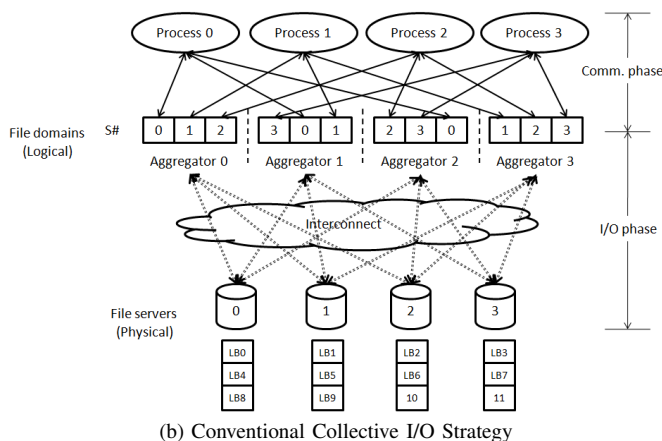 Process 0 Process 1 Process 2 Process 3
Comm. phase
File domains
(Logical)
S# 0 1 2 3 0 1 2 3 0 1 2 3
Aggregator 0 Aggregator 1 Aggregator 2 Aggregator 3
Interconnect
I/O phase
File servers
(Physical)
0 1 2 3
LB0 LB1 LB2 LB3
LB4 LB5 LB6 LB7
LB8 LB9 10 11
(b) Conventional Collective I/O Strategy